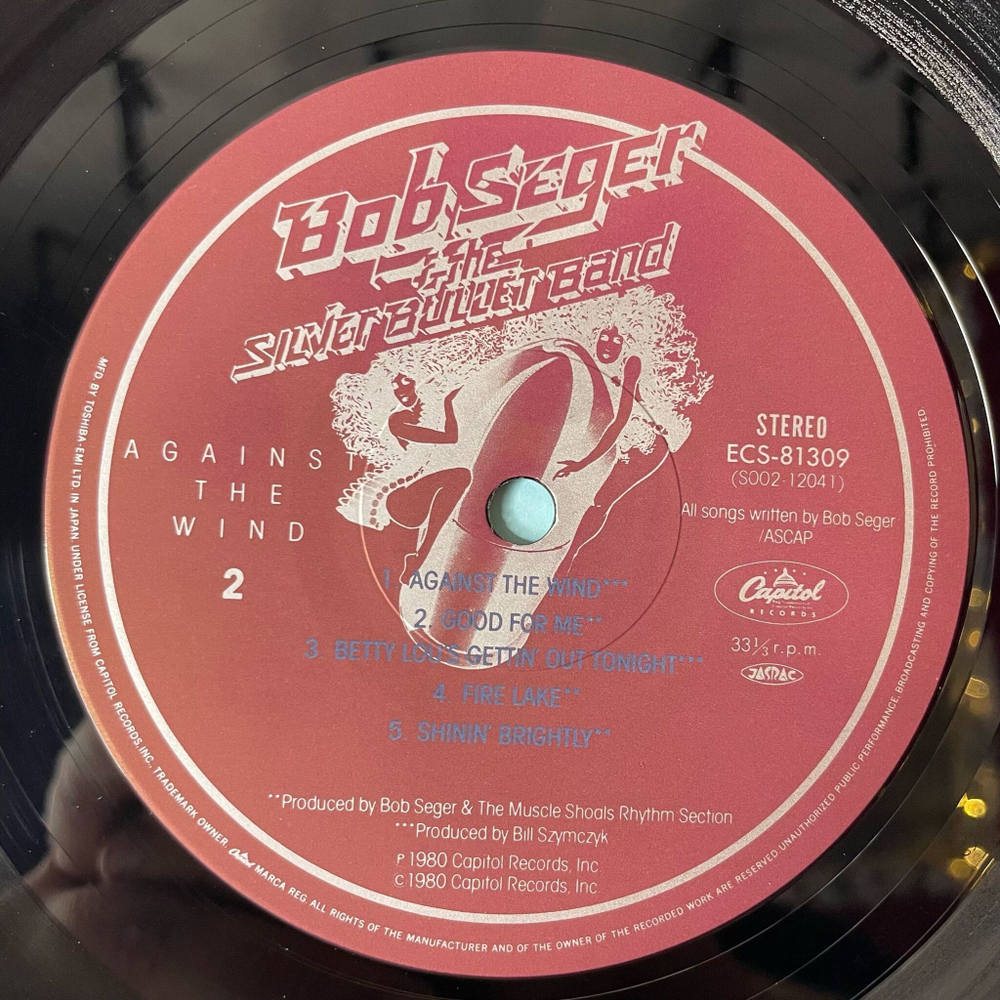 Bob Seger
& The
Silver Bullet Band
AGAINST
THE
WIND
2
STEREO
ECS-81309
(S002-12041)
All songs written by Bob Seger
/ASCAP
Capitol
RECORDS
33 1/3 r.p.m.
JASRAC
1. AGAINST THE WIND***
2. GOOD FOR ME**
3. BETTY LOU'S GETTIN' OUT TONIGHT***
4. FIRE LAKE**
5. SHININ' BRIGHTLY**
**Produced by Bob Seger & The Muscle Shoals Rhythm Section
***Produced by Bill Szymczyk
℗ 1980 Capitol Records, Inc
© 1980 Capitol Records, Inc
MFD. BY TOSHIBA-EMI LTD. IN JAPAN. UNDER LICENSE FROM CAPITOL RECORDS, INC., TRADEMARK OWNER. Capitol MARCA REG. ALL RIGHTS OF THE MANUFACTURER AND OF THE OWNER OF THE RECORDED WORK ARE RESERVED·UNAUTHORIZED PUBLIC PERFORMANCE, BROADCASTING AND COPYING OF THE RECORD PROHIBITED